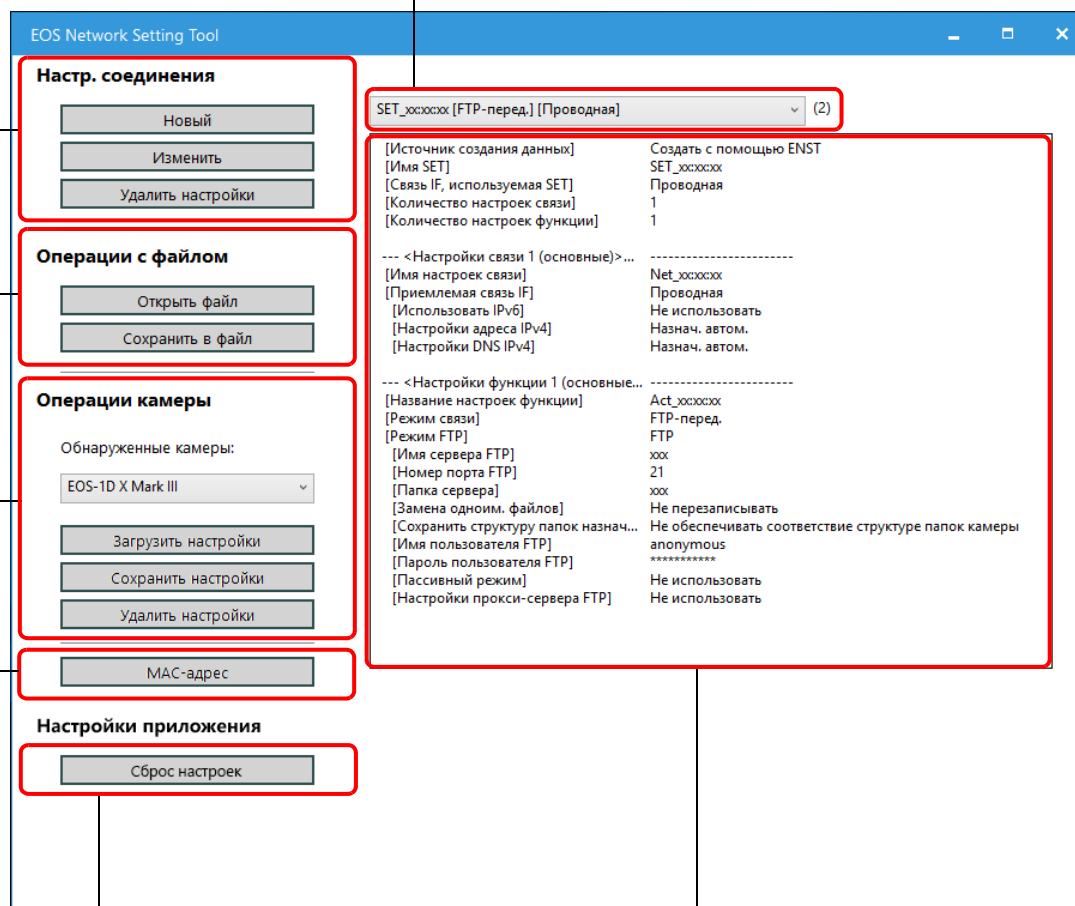 EOS Network Setting Tool
Настр. соединения
Новый
Изменить
Удалить настройки
Операции с файлом
Открыть файл
Сохранить в файл
Операции камеры
Обнаруженные камеры:
EOS-1D X Mark III
Загрузить настройки
Сохранить настройки
Удалить настройки
MAC-адрес
Настройки приложения
Сброс настроек
SET_xx:xx:xx [FTP-перед.] [Проводная] (2)
[Источник создания данных] Создать с помощью ENST
[Имя SET] SET_xx:xx:xx
[Связь IF, используемая SET] Проводная
[Количество настроек связи] 1
[Количество настроек функции] 1
--- <Настройки связи 1 (основные)>... ------------------------
[Имя настроек связи] Net_xx:xx:xx
[Приемлемая связь IF] Проводная
[Использовать IPv6] Не использовать
[Настройки адреса IPv4] Назнач. автом.
[Настройки DNS IPv4] Назнач. автом.
--- <Настройки функции 1 (основные... ------------------------
[Название настроек функции] Act_xx:xx:xx
[Режим связи] FTP-перед.
[Режим FTP] FTP
[Имя сервера FTP] xxx
[Номер порта FTP] 21
[Папка сервера] xxx
[Замена одноим. файлов] Не перезаписывать
[Сохранить структуру папок назнач... Не обеспечивать соответствие структуре папок камеры
[Имя пользователя FTP] anonymous
[Пароль пользователя FTP] ***********
[Пассивный режим] Не использовать
[Настройки прокси-сервера FTP] Не использовать